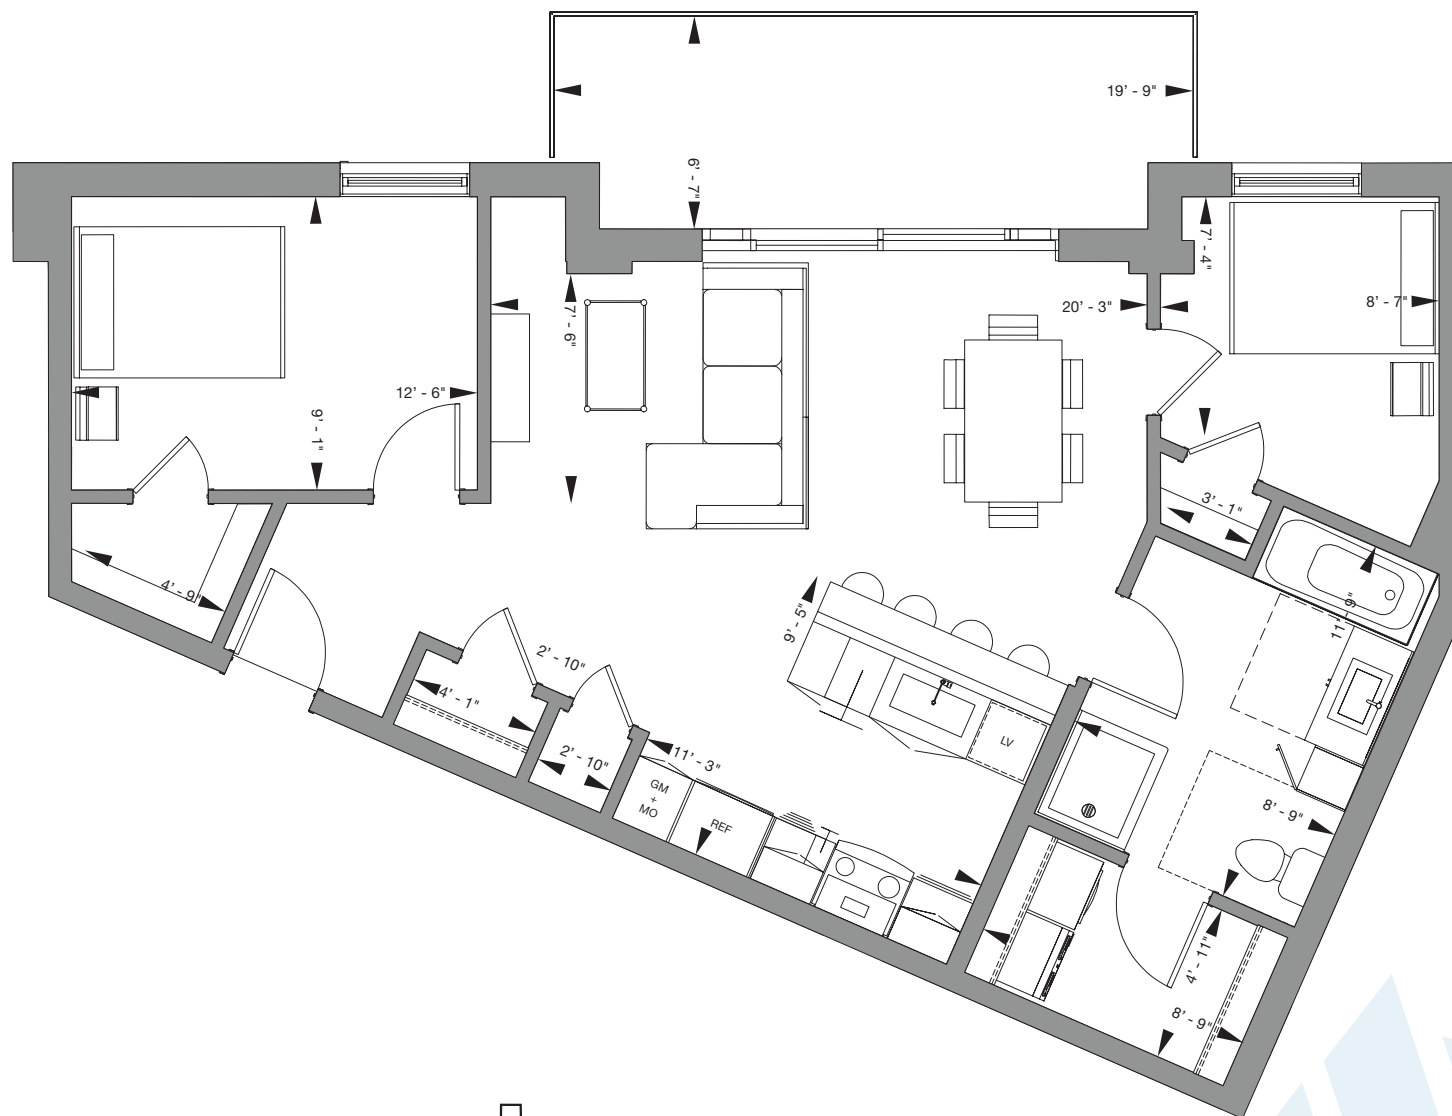 19' - 9"
6' - 7"
7' - 4"
20' - 3"
8' - 7"
7' - 6"
12' - 6"
9' - 1"
3' - 1"
4' - 9"
9' - 5"
11' - 9"
2' - 10"
4' - 1"
11' - 3"
LV
2' - 10"
GM
+
MO
REF
8' - 9"
4' - 11"
8' - 9"